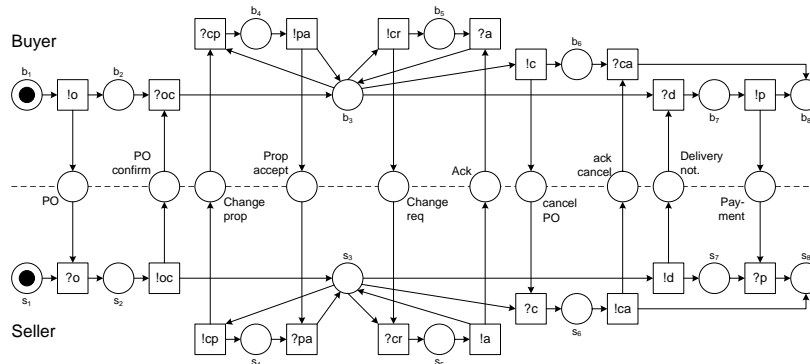 b4 b5
?cp !pa !cr ?a
Buyer
b6
!c ?ca
b1 b2
!o ?oc ?d !p
b3 b7 b8
PO
confirm
Prop
accept
Ack
ack
cancel
Delivery
not.
PO
Change
prop
Change
req
cancel
PO
Pay-
ment
s3 s7 s8
?o !oc !d ?p
s1 s2
?c !ca
s6
Seller
!cp ?pa ?cr !a
s4 s5